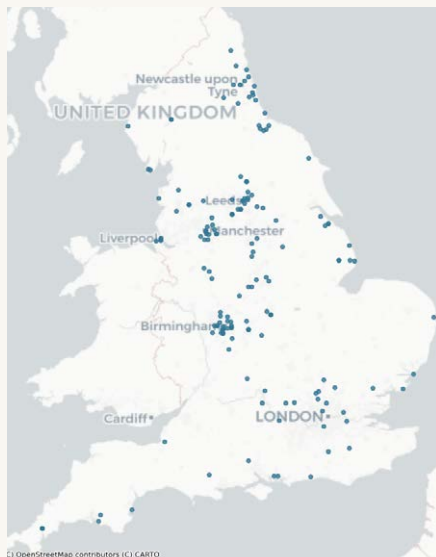 Newcastle upon
Tyne
UNITED KINGDOM
Leeds
Manchester
Liverpool
Birmingham
Cardiff
LONDON
(C) OpenStreetMap contributors (C) CARTO